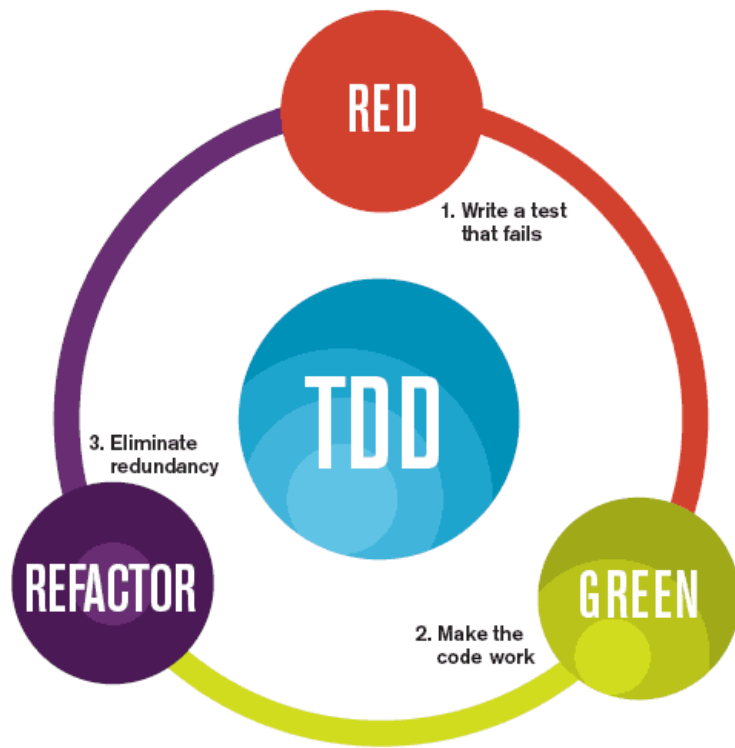 RED
1. Write a test
that fails
TDD
3. Eliminate
redundancy
REFACTOR
GREEN
2. Make the
code work